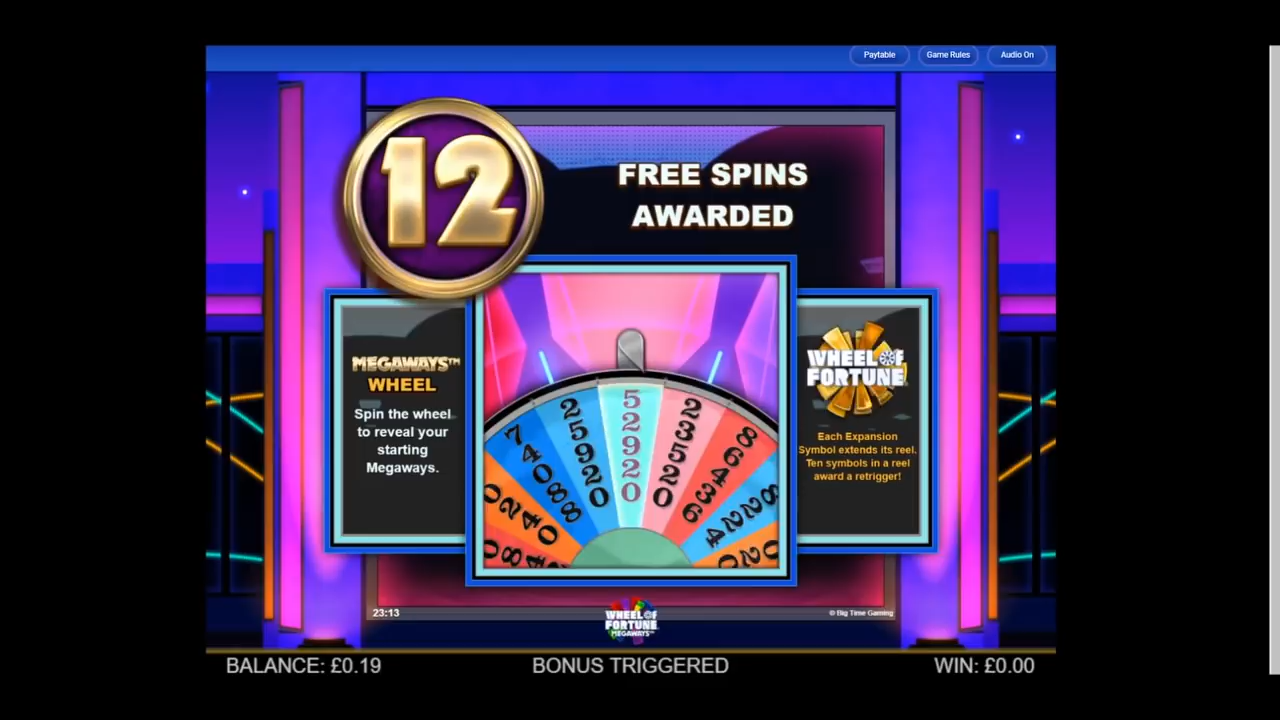 Paytable
Game Rules
Audio On
12
FREE SPINS
AWARDED
MEGAWAYS™
WHEEL
Spin the wheel
to reveal your
starting
Megaways.
74088
25920
52920
23520
86436
WHEEL OF
FORTUNE
Each Expansion
Symbol extends its reel.
Ten symbols in a reel
award a retrigger!
23:13
WHEEL OF
FORTUNE
MEGAWAYS™
© Big Time Gaming
BALANCE: £0.19
BONUS TRIGGERED
WIN: £0.00